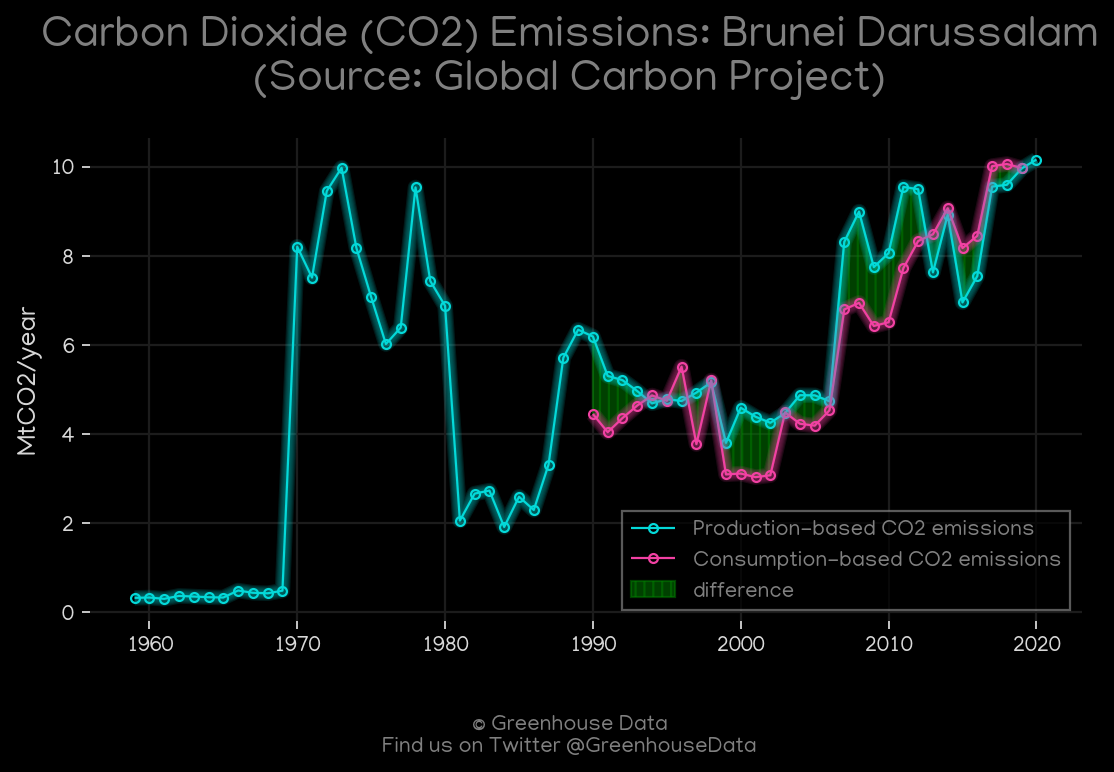 Carbon Dioxide (CO2) Emissions: Brunei Darussalam
(Source: Global Carbon Project)
MtCO2/year
10
8
6
4
2
0
1960 1970 1980 1990 2000 2010 2020
Production-based CO2 emissions
Consumption-based CO2 emissions
difference
© Greenhouse Data
Find us on Twitter @GreenhouseData